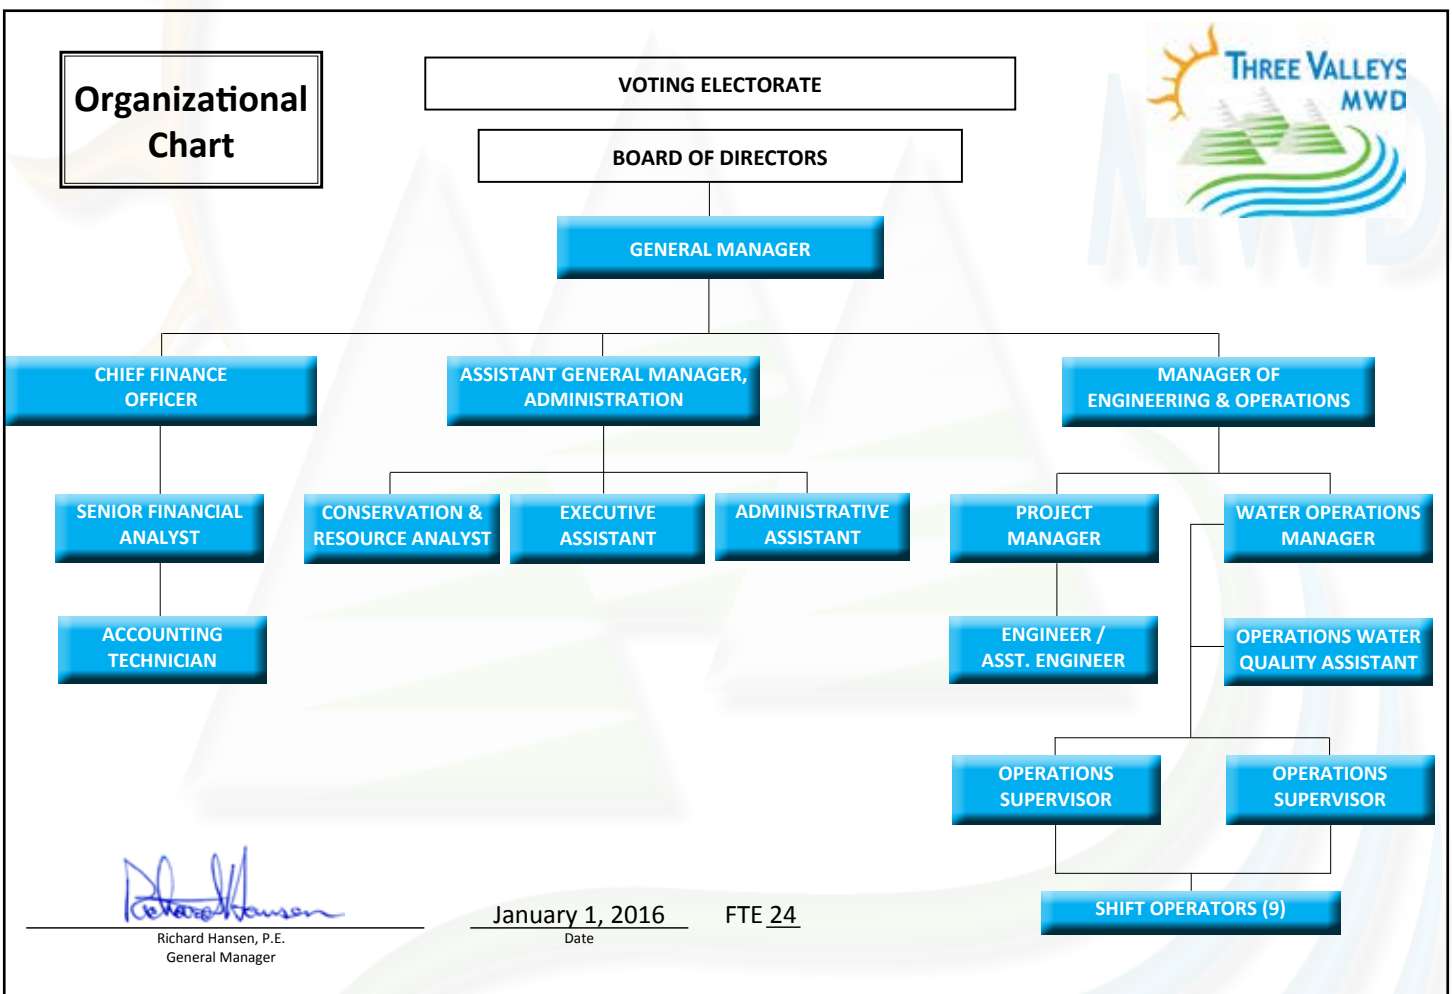 Organizational
Chart
VOTING ELECTORATE
BOARD OF DIRECTORS
THREE VALLEYS
MWD
GENERAL MANAGER
CHIEF FINANCE
OFFICER
ASSISTANT GENERAL MANAGER,
ADMINISTRATION
MANAGER OF
ENGINEERING & OPERATIONS
SENIOR FINANCIAL
ANALYST
CONSERVATION &
RESOURCE ANALYST
EXECUTIVE
ASSISTANT
ADMINISTRATIVE
ASSISTANT
PROJECT
MANAGER
WATER OPERATIONS
MANAGER
ACCOUNTING
TECHNICIAN
ENGINEER /
ASST. ENGINEER
OPERATIONS WATER
QUALITY ASSISTANT
OPERATIONS
SUPERVISOR
OPERATIONS
SUPERVISOR
SHIFT OPERATORS (9)
Richard Hansen
Richard Hansen, P.E.
General Manager
January 1, 2016
Date
FTE 24
MWD